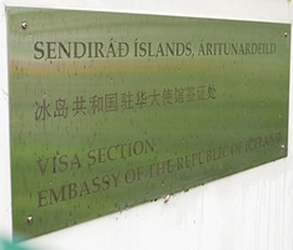 SENDIRÁÐ ÍSLANDS, ÁRITUNARDEILD
冰岛共和国驻华大使馆签证处
VISA SECTION
EMBASSY OF THE REPUBLIC OF ICELAND